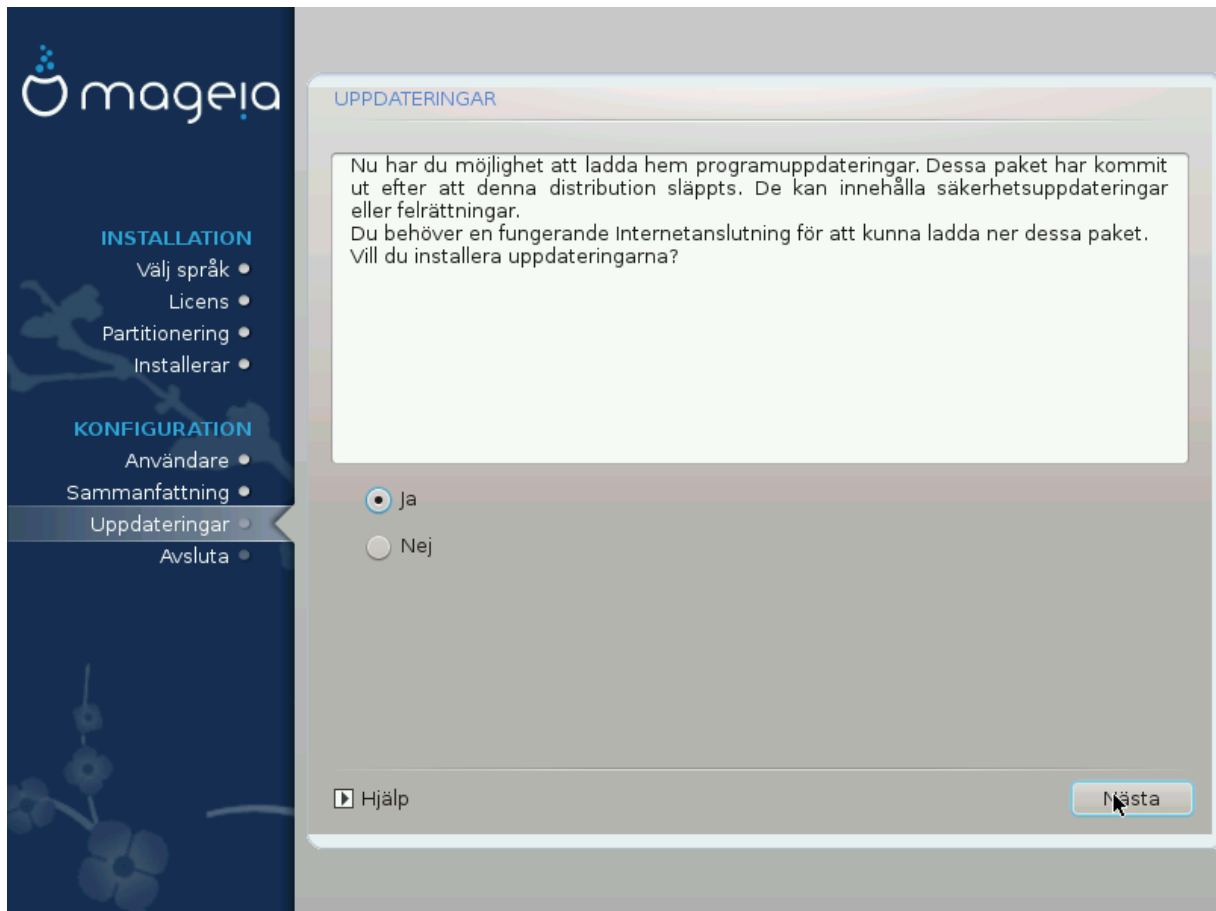 mageia
INSTALLATION
Välj språk
Licens
Partitionering
Installerar
KONFIGURATION
Användare
Sammanfattning
Uppdateringar
Avsluta
UPPDATERINGAR
Nu har du möjlighet att ladda hem programuppdateringar. Dessa paket har kommit
ut efter att denna distribution släppts. De kan innehålla säkerhetsuppdateringar
eller felrättningar.
Du behöver en fungerande Internetanslutning för att kunna ladda ner dessa paket.
Vill du installera uppdateringarna?
Ja
Nej
Hjälp
Nästa